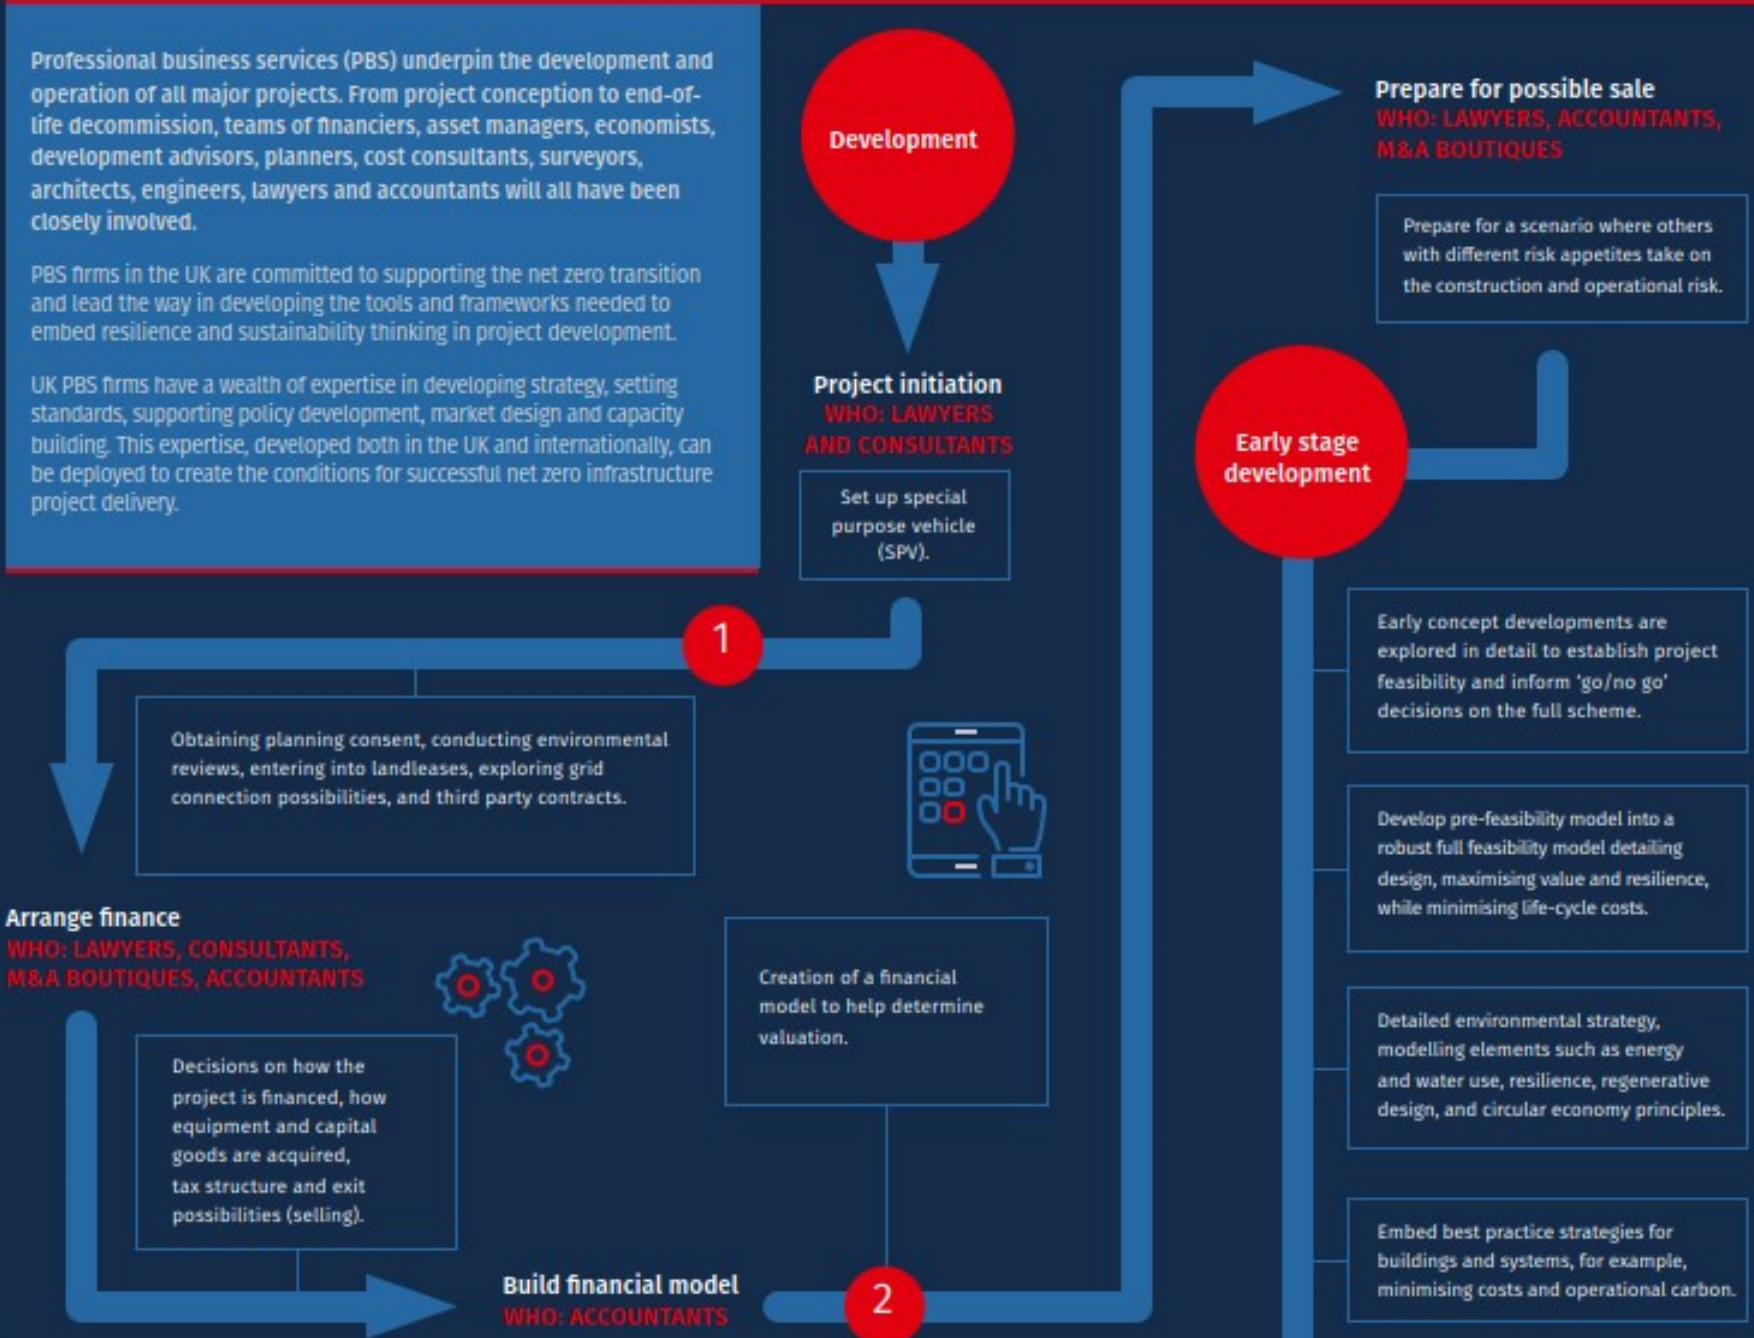 Professional business services (PBS) underpin the development and
operation of all major projects. From project conception to end-of-
life decommission, teams of financiers, asset managers, economists,
development advisors, planners, cost consultants, surveyors,
architects, engineers, lawyers and accountants will all have been
closely involved.
PBS firms in the UK are committed to supporting the net zero transition
and lead the way in developing the tools and frameworks needed to
embed resilience and sustainability thinking in project development.
UK PBS firms have a wealth of expertise in developing strategy, setting
standards, supporting policy development, market design and capacity
building. This expertise, developed both in the UK and internationally, can
be deployed to create the conditions for successful net zero infrastructure
project delivery.
Development
Project initiation
WHO: LAWYERS
AND CONSULTANTS
Set up special
purpose vehicle
(SPV).
1
Obtaining planning consent, conducting environmental
reviews, entering into landleases, exploring grid
connection possibilities, and third party contracts.
Arrange finance
WHO: LAWYERS, CONSULTANTS,
M&A BOUTIQUES, ACCOUNTANTS
Decisions on how the
project is financed, how
equipment and capital
goods are acquired,
tax structure and exit
possibilities (selling).
Build financial model
WHO: ACCOUNTANTS
2
Creation of a financial
model to help determine
valuation.
Prepare for possible sale
WHO: LAWYERS, ACCOUNTANTS,
M&A BOUTIQUES
Prepare for a scenario where others
with different risk appetites take on
the construction and operational risk.
Early stage
development
Early concept developments are
explored in detail to establish project
feasibility and inform ‘go/no go’
decisions on the full scheme.
Develop pre-feasibility model into a
robust full feasibility model detailing
design, maximising value and resilience,
while minimising life-cycle costs.
Detailed environmental strategy,
modelling elements such as energy
and water use, resilience, regenerative
design, and circular economy principles.
Embed best practice strategies for
buildings and systems, for example,
minimising costs and operational carbon.